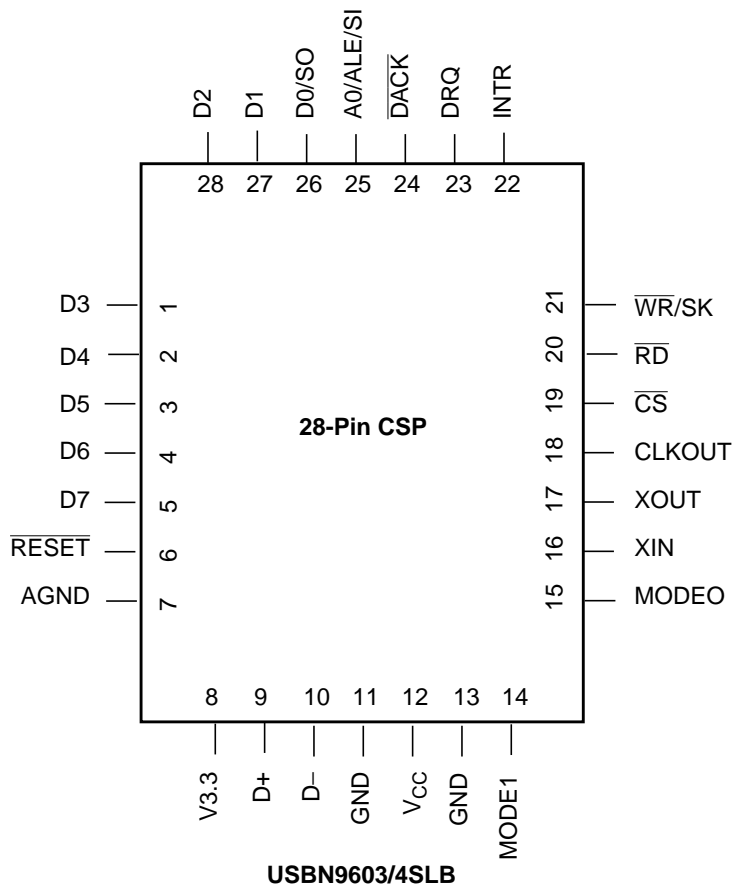 D2 D1 D0/SO A0/ALE/SI DACK DRQ INTR
28 27 26 25 24 23 22
D3 1 21 WR/SK
D4 2 20 RD
D5 3 19 CS
28-Pin CSP
D6 4 18 CLKOUT
D7 5 17 XOUT
RESET 6 16 XIN
AGND 7 15 MODEO
8 9 10 11 12 13 14
V3.3 D+ D– GND VCC GND MODE1
USBN9603/4SLB